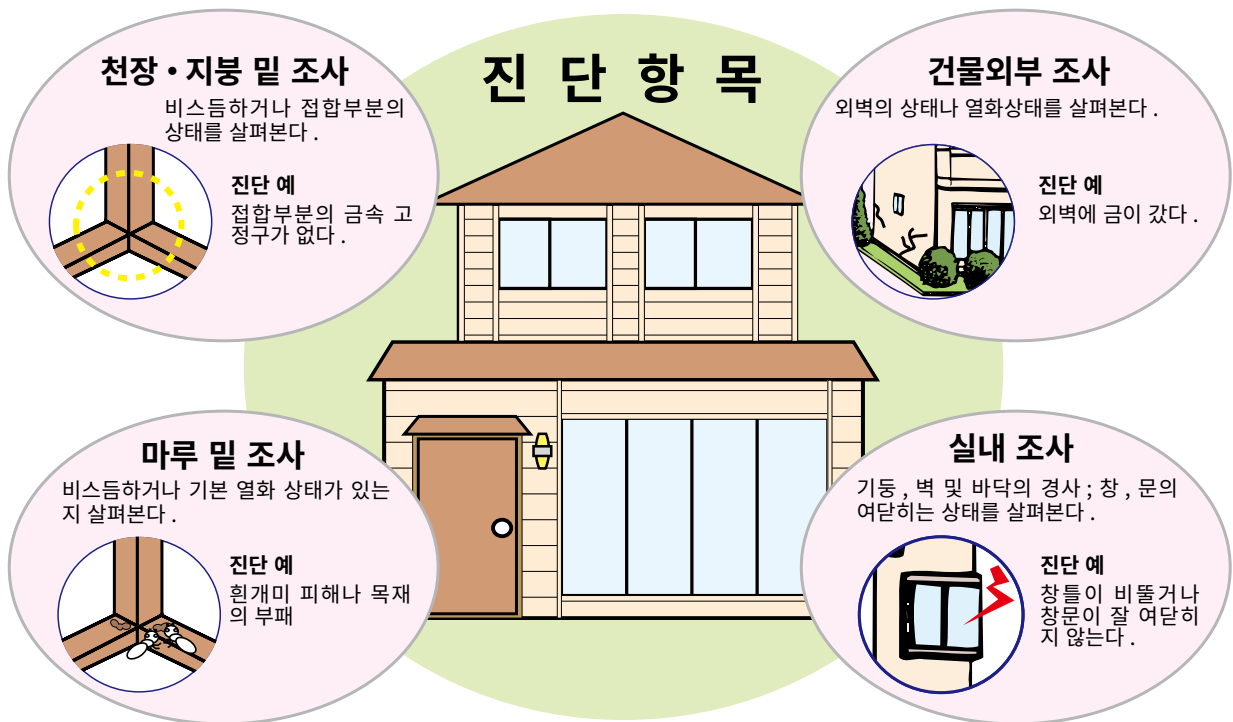 진 단 항 목
천장・지붕 밑 조사
비스듬하거나 접합부분의
상태를 살펴본다 .
진단 예
접합부분의 금속 고
정구가 없다 .
건물외부 조사
외벽의 상태나 열화상태를 살펴본다 .
진단 예
외벽에 금이 갔다 .
마루 밑 조사
비스듬하거나 기본 열화 상태가 있는
지 살펴본다 .
진단 예
흰개미 피해나 목재
의 부패
실내 조사
기둥 , 벽 및 바닥의 경사 ; 창 , 문의
여닫히는 상태를 살펴본다 .
진단 예
창틀이 비뚤거나
창문이 잘 여닫히
지 않는다 .